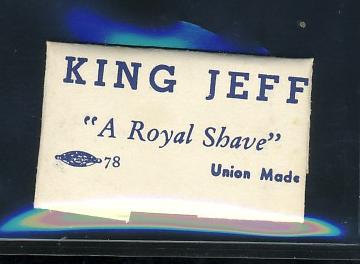 KING JEFF
"A Royal Shave"
78
Union Made